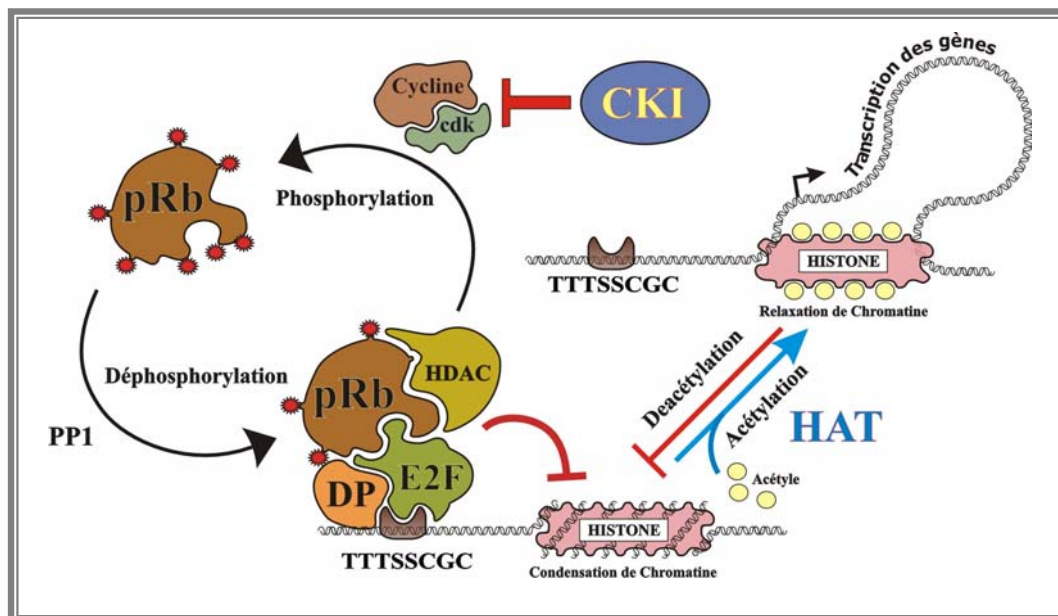 Cycline
cdk
CKI
Transcription des gènes
pRb
Phosphorylation
HISTONE
TTTSSCGC
Relaxation de Chromatine
Déphosphorylation
PP1
pRb
HDAC
E2F
DP
TTTSSCGC
Deacétylation
Acétylation
HAT
Acétyle
HISTONE
Condensation de Chromatine